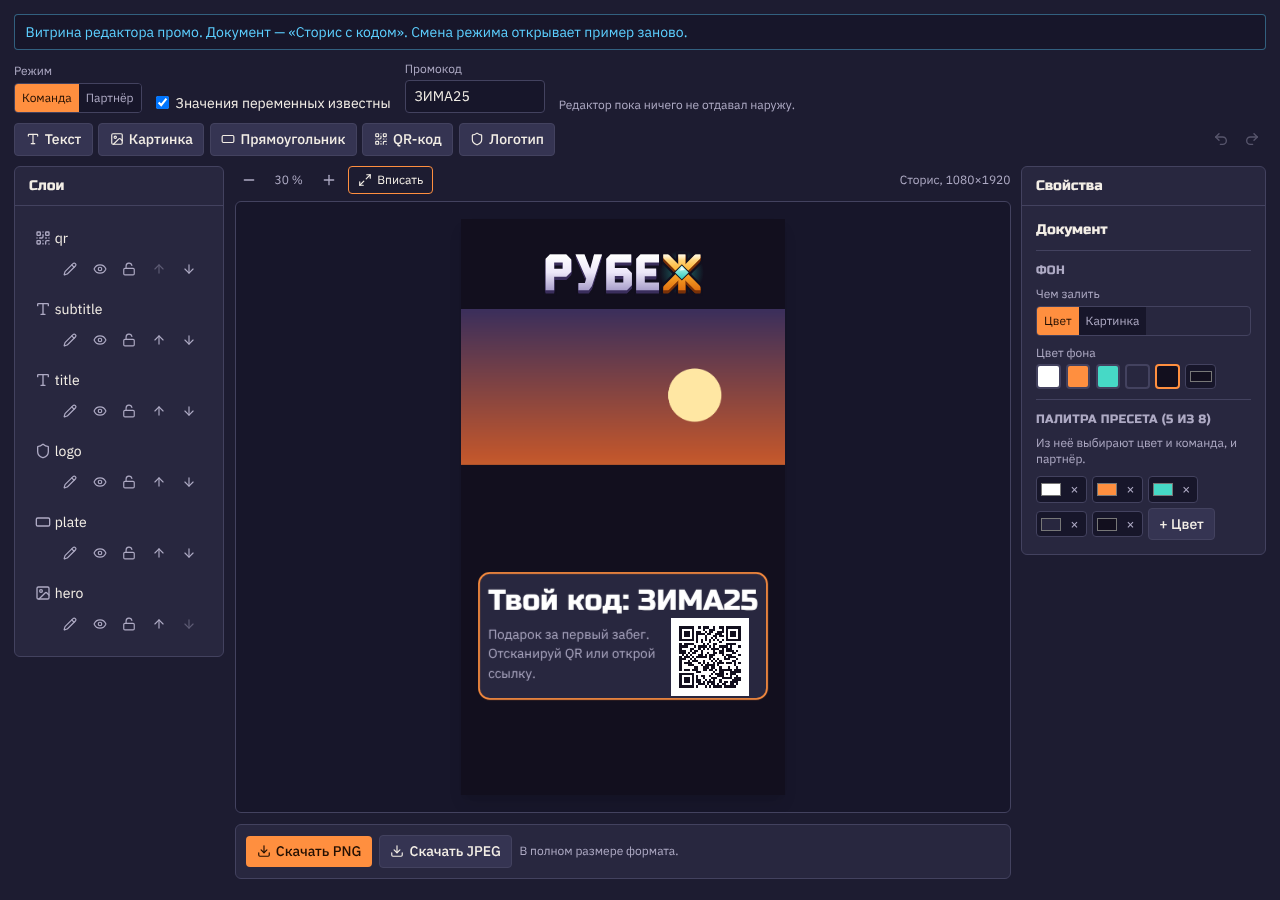 Витрина редактора промо. Документ — «Сторис с кодом». Смена режима открывает пример заново.
Режим
Команда Партнёр
Значения переменных известны
Промокод
ЗИМА25
Редактор пока ничего не отдавал наружу.
Текст Картинка Прямоугольник QR-код Логотип
Слои
qr
subtitle
title
logo
plate
hero
30 %
Вписать
Сторис, 1080×1920
РУБЕЖ
Твой код: ЗИМА25
Подарок за первый забег.
Отсканируй QR или открой
ссылку.
Скачать PNG Скачать JPEG В полном размере формата.
Свойства
Документ
ФОН
Чем залить
Цвет Картинка
Цвет фона
ПАЛИТРА ПРЕСЕТА (5 ИЗ 8)
Из неё выбирают цвет и команда, и
партнёр.
× × ×
× × + Цвет